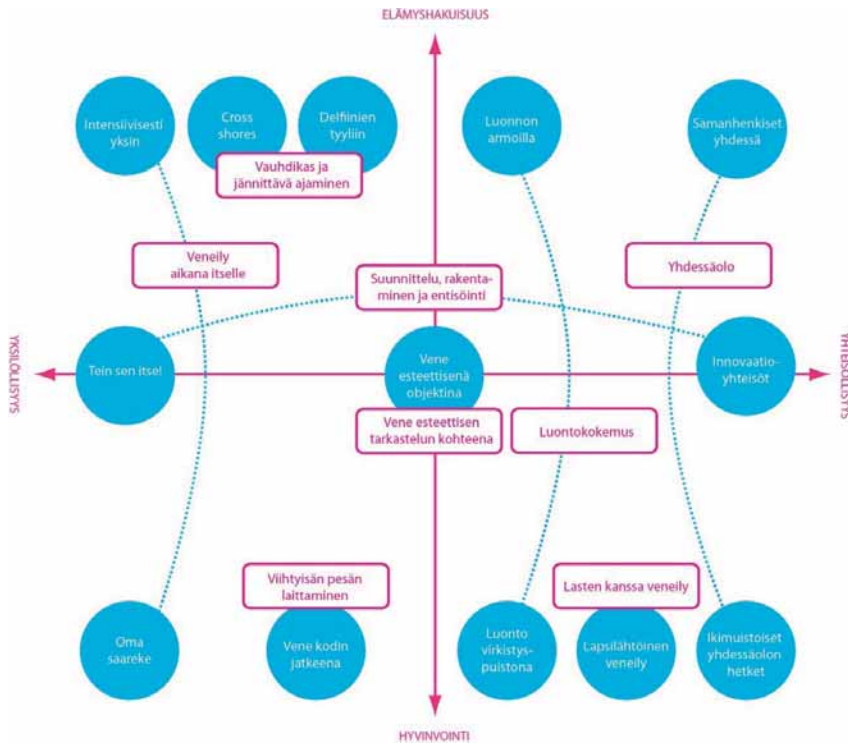 ELÄMYSHAKUISUUS
Intensiivisesti
yksin
Cross
shores
Delfiinien
tyyliin
Luonnon
armoilla
Samanhenkiset
yhdessä
Vauhdikas ja
jännittävä ajaminen
Veneily
aikana itselle
Suunnittelu, rakenta-
minen ja entisöinti
Yhdessäolo
YKSILÖLLISYYS
Tein sen itse!
Vene
esteettisenä
objektina
Innovaatio-
yhteisöt
YHTEISÖLLISYYS
Vene esteettisen
tarkastelun kohteena
Luontokokemus
Viihtyisän pesän
laittaminen
Lasten kanssa veneily
Oma
saareke
Vene kodin
jatkeena
Luonto
virkistys-
puistona
Lapsilähtöinen
veneily
Ikimuistoiset
yhdessäolon
hetket
HYVINVOINTI